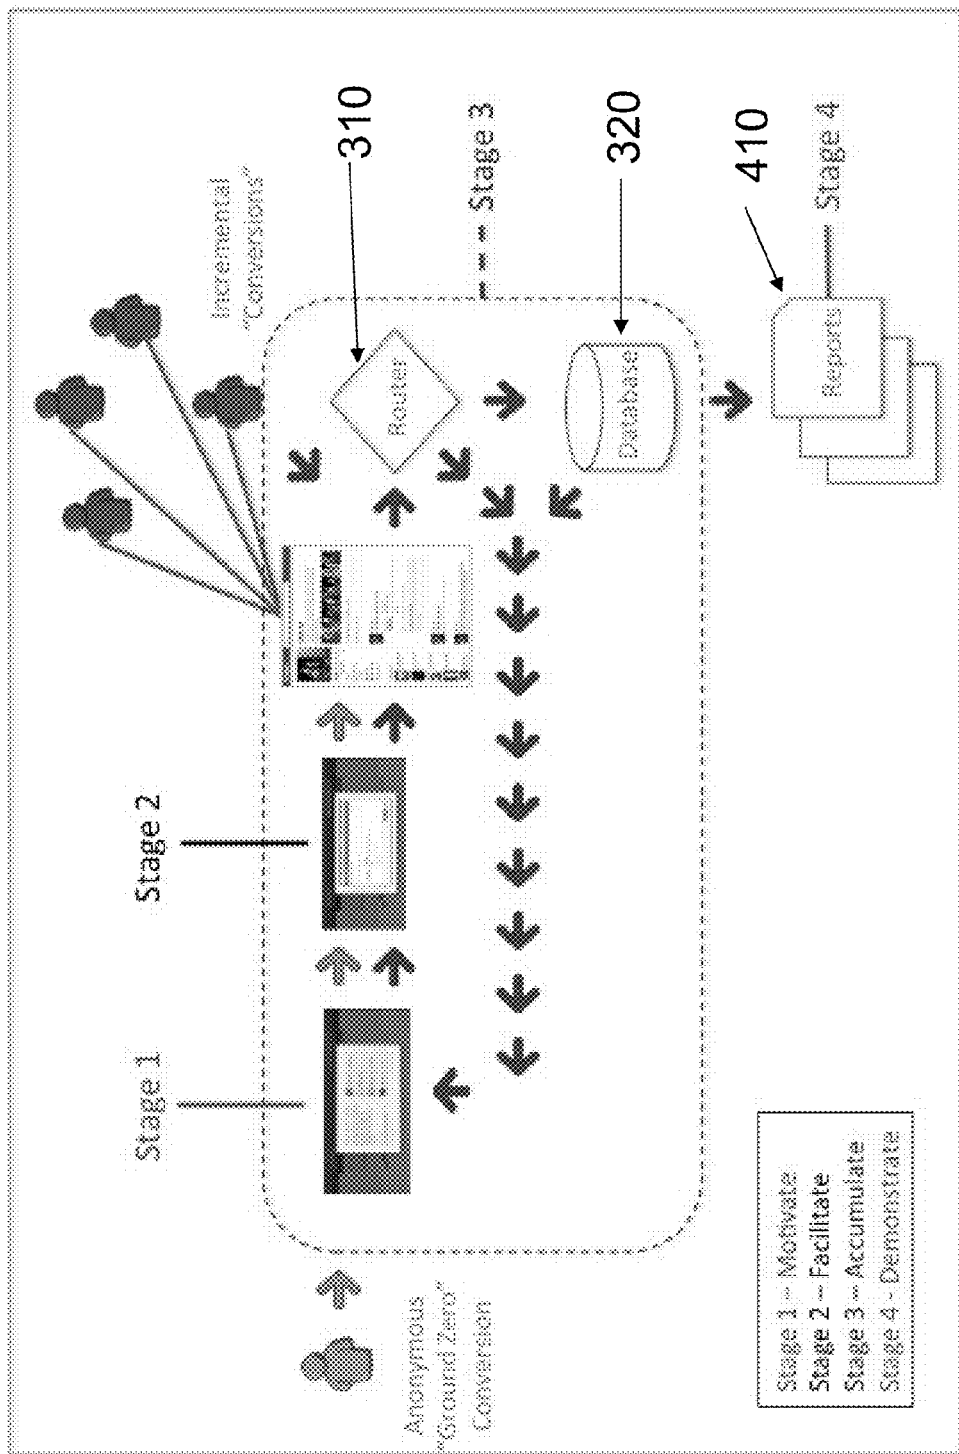 Stage 1
Stage 2
Incremental
"Conversions"
310
Router
Stage 3
320
Database
410
Reports
Stage 4
Anonymous
"Ground Zero"
Conversion
Stage 1 – Motivate
Stage 2 – Facilitate
Stage 3 – Accumulate
Stage 4 - Demonstrate